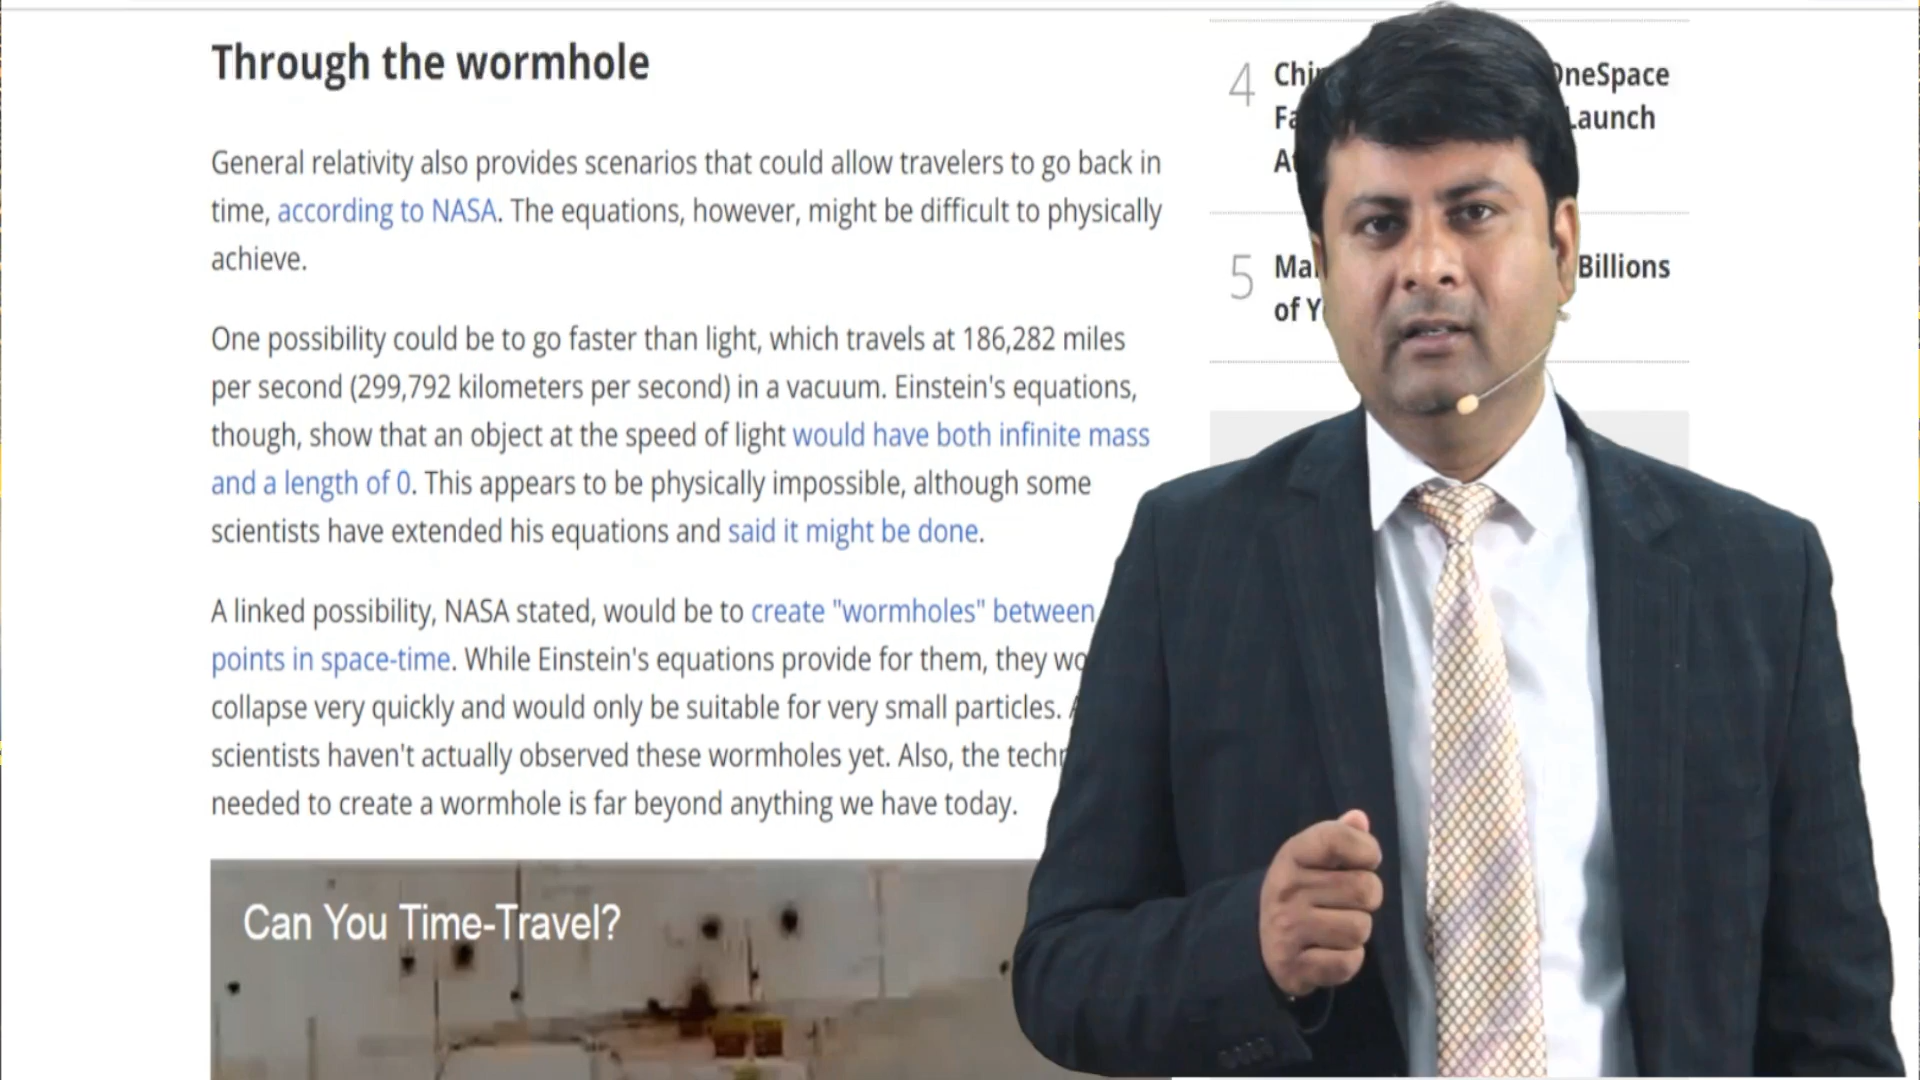 Through the wormhole
General relativity also provides scenarios that could allow travelers to go back in
time, according to NASA. The equations, however, might be difficult to physically
achieve.
One possibility could be to go faster than light, which travels at 186,282 miles
per second (299,792 kilometers per second) in a vacuum. Einstein's equations,
though, show that an object at the speed of light would have both infinite mass
and a length of 0. This appears to be physically impossible, although some
scientists have extended his equations and said it might be done.
A linked possibility, NASA stated, would be to create "wormholes" between
points in space-time. While Einstein's equations provide for them, they
collapse very quickly and would only be suitable for very small particles.
scientists haven't actually observed these wormholes yet. Also, the
needed to create a wormhole is far beyond anything we have today.
Can You Time-Travel?
4
OneSpace
Launch
5
Billions
of